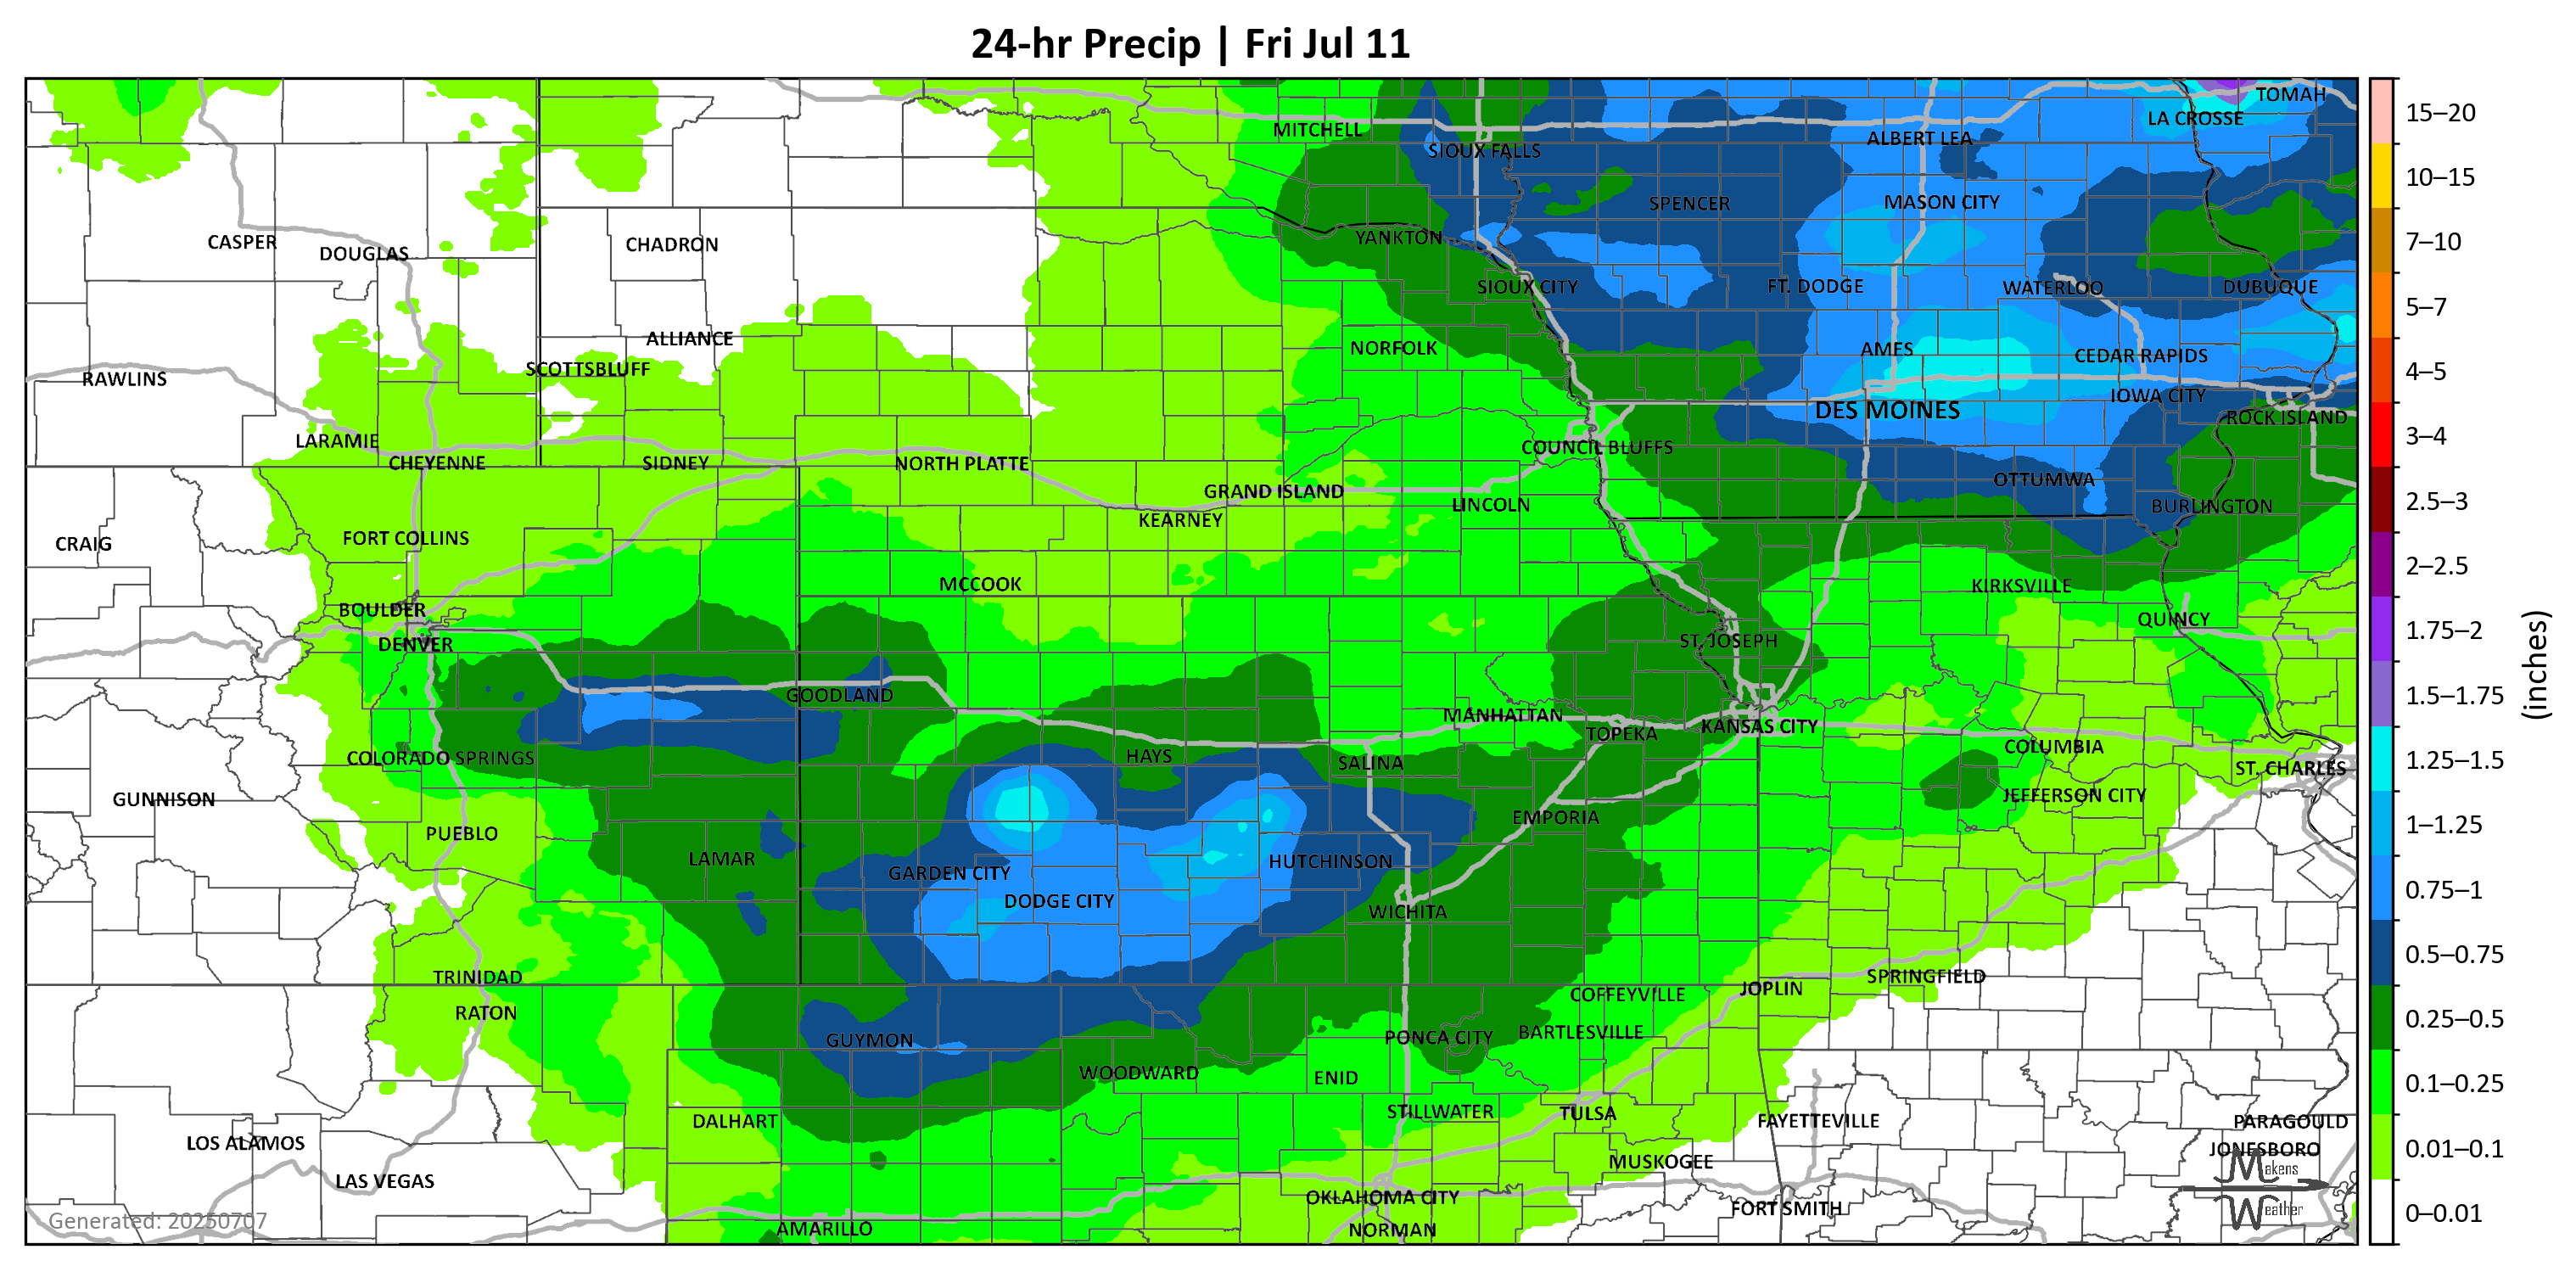 24-hr Precip | Fri Jul 11
TOMAH
LA CROSSE
MITCHELL
ALBERT LEA
SIOUX FALLS
SPENCER
MASON CITY
YANKTON
CASPER
CHADRON
DOUGLAS
SIOUX CITY
FT. DODGE
WATERLOO
DUBUQUE
ALLIANCE
NORFOLK
AMES
CEDAR RAPIDS
SCOTTSBLUFF
RAWLINS
IOWA CITY
DES MOINES
ROCK ISLAND
LARAMIE
COUNCIL BLUFFS
CHEYENNE
SIDNEY
NORTH PLATTE
OTTUMWA
GRAND ISLAND
LINCOLN
BURLINGTON
KEARNEY
FORT COLLINS
CRAIG
MCCOOK
KIRKSVILLE
BOULDER
QUINCY
DENVER
ST. JOSEPH
GOODLAND
MANHATTAN
KANSAS CITY
TOPEKA
COLUMBIA
COLORADO SPRINGS
HAYS
SALINA
ST. CHARLES
GUNNISON
JEFFERSON CITY
EMPORIA
PUEBLO
LAMAR
HUTCHINSON
GARDEN CITY
DODGE CITY
WICHITA
TRINIDAD
SPRINGFIELD
JOPLIN
COFFEYVILLE
RATON
BARTLESVILLE
PONCA CITY
GUYMON
WOODWARD
ENID
STILLWATER
TULSA
DALHART
FAYETTEVILLE
PARAGOULD
LOS ALAMOS
JONESBORO
MUSKOGEE
Makens
LAS VEGAS
OKLAHOMA CITY
FORT SMITH
Weather
Generated: 20250707
AMARILLO
NORMAN
15–20
10–15
7–10
5–7
4–5
3–4
2.5–3
2–2.5
1.75–2
1.5–1.75
1.25–1.5
1–1.25
0.75–1
0.5–0.75
0.25–0.5
0.1–0.25
0.01–0.1
0–0.01
(inches)